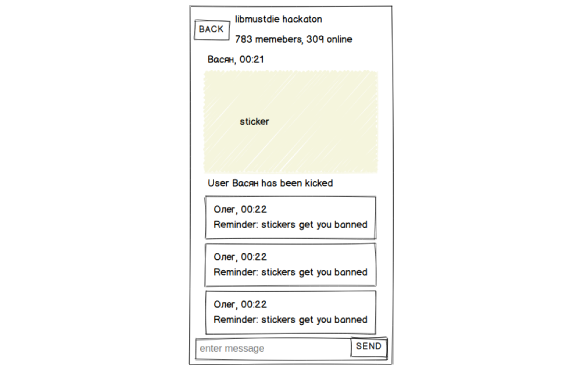 libmustdie hackaton
BACK
783 memebers, 309 online
Васян, 00:21
sticker
User Васян has been kicked
Олег, 00:22
Reminder: stickers get you banned
Олег, 00:22
Reminder: stickers get you banned
Олег, 00:22
Reminder: stickers get you banned
enter message
SEND